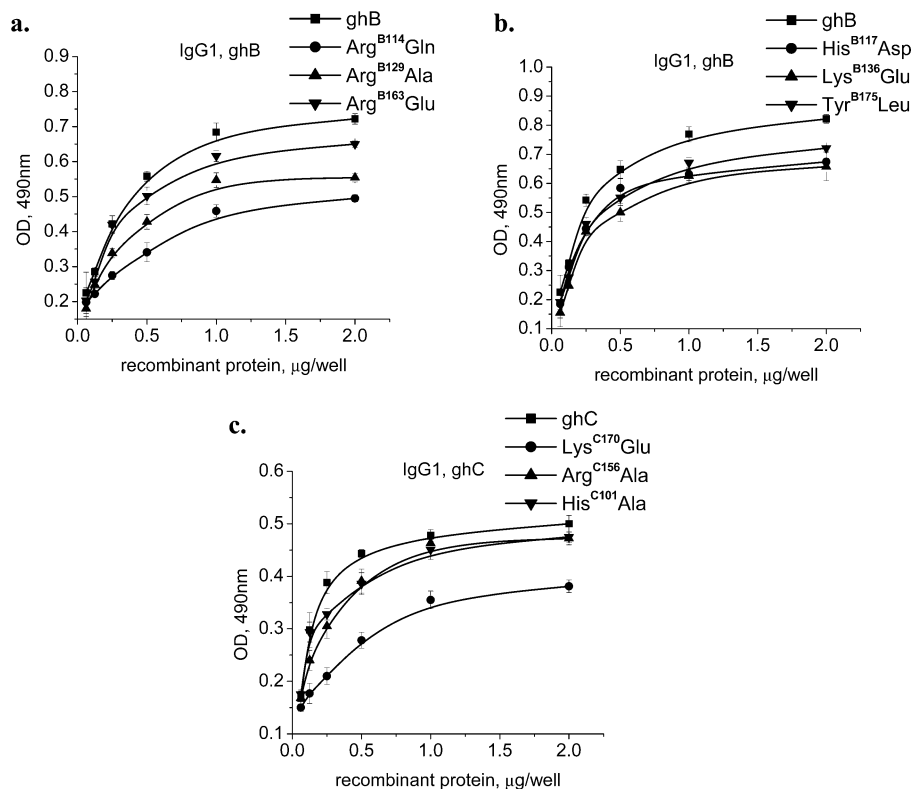 a.
IgG1, ghB
ghB
Arg^B114Gln
Arg^B129Ala
Arg^B163Glu
0.9
0.8
0.7
0.6
0.5
0.4
0.3
0.2
OD, 490nm
0.0 0.5 1.0 1.5 2.0
recombinant protein, μg/well
b.
IgG1, ghB
ghB
His^B117Asp
Lys^B136Glu
Tyr^B175Leu
1.0
0.9
0.8
0.7
0.6
0.5
0.4
0.3
0.2
0.1
OD, 490nm
0.0 0.5 1.0 1.5 2.0
recombinant protein, μg/well
c.
IgG1, ghC
ghC
Lys^C170Glu
Arg^C156Ala
His^C101Ala
0.6
0.5
0.4
0.3
0.2
0.1
OD, 490nm
0.0 0.5 1.0 1.5 2.0
recombinant protein, μg/well